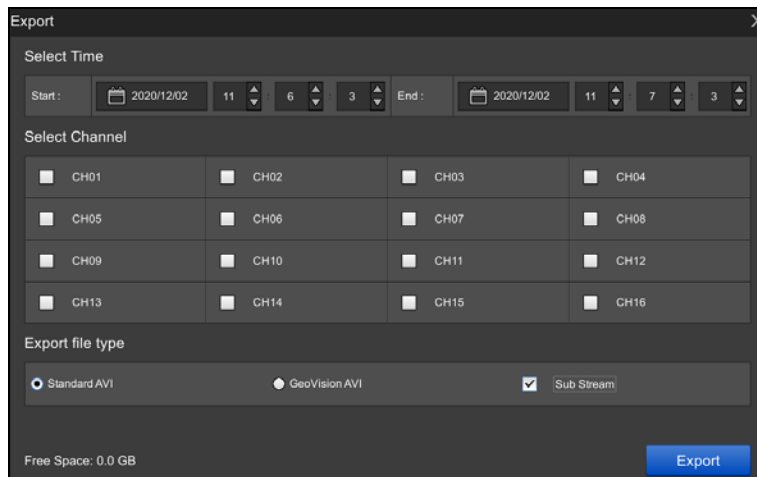 Export
Select Time
Start : 2020/12/02 11 : 6 : 3 End : 2020/12/02 11 : 7 : 3
Select Channel
CH01 CH02 CH03 CH04
CH05 CH06 CH07 CH08
CH09 CH10 CH11 CH12
CH13 CH14 CH15 CH16
Export file type
Standard AVI GeoVision AVI Sub Stream
Free Space: 0.0 GB Export